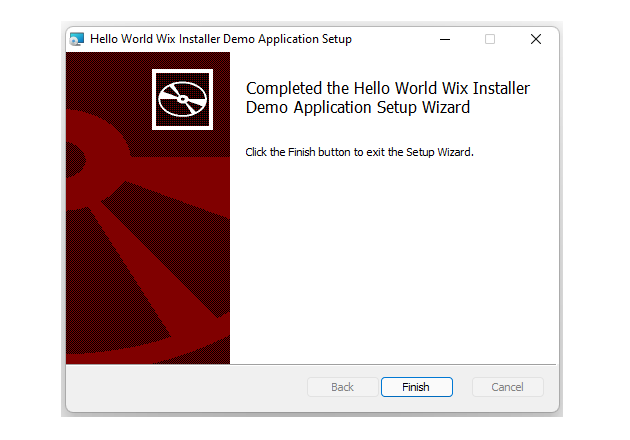 Hello World Wix Installer Demo Application Setup
Completed the Hello World Wix Installer
Demo Application Setup Wizard
Click the Finish button to exit the Setup Wizard.
Back
Finish
Cancel